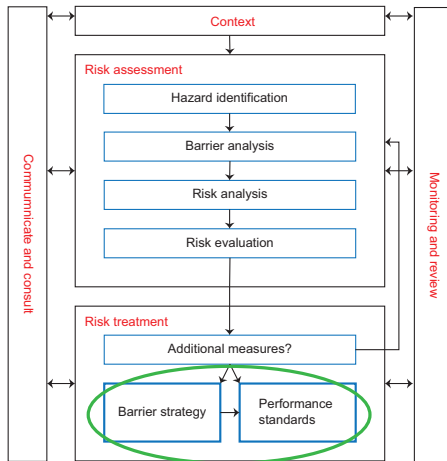 Context
Risk assessment
Hazard identification
Barrier analysis
Risk analysis
Risk evaluation
Risk treatment
Additional measures?
Barrier strategy
Performance
standards
Commumnicate and consult
Monitoring and review